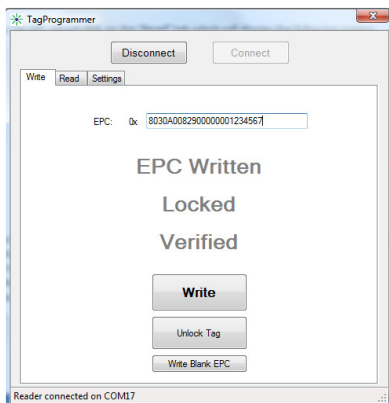 TagProgrammer
Disconnect Connect
Write Read Settings
EPC: 0x 8030A0082900000001234567
EPC Written
Locked
Verified
Write
Unlock Tag
Write Blank EPC
Reader connected on COM17